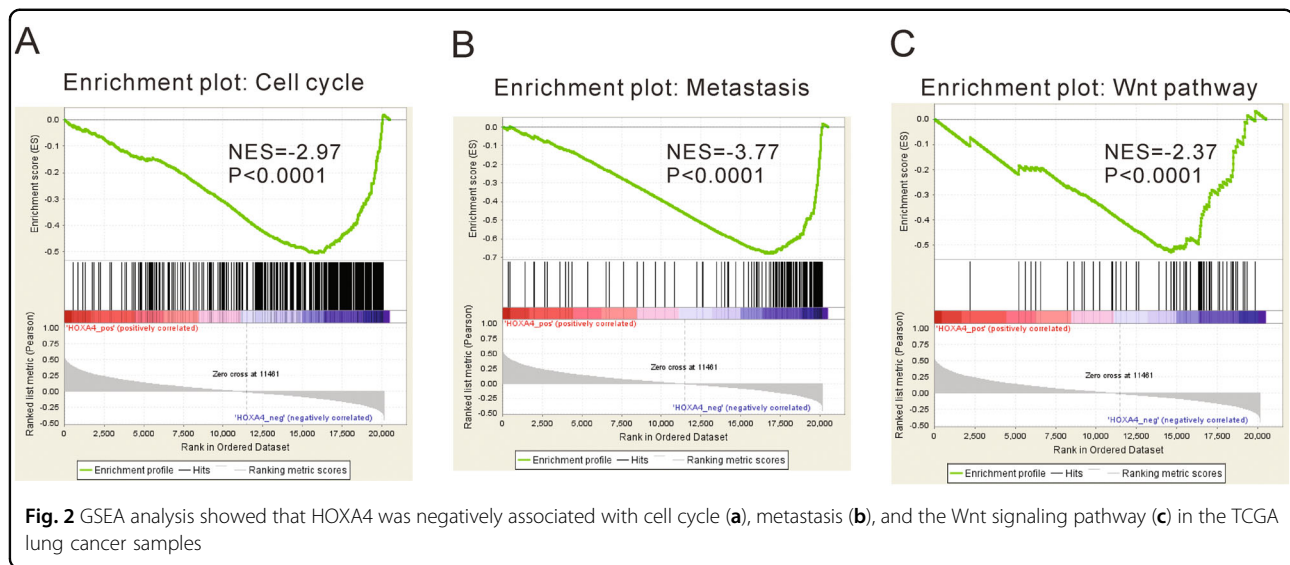 A
Enrichment plot: Cell cycle
NES=-2.97
P<0.0001
Enrichment score (ES)
0.0
-0.1
-0.2
-0.3
-0.4
-0.5
'HOXA4_pos' (positively correlated)
Ranked list metric (Pearson)
1.00
0.75
0.50
0.25
0.00
-0.25
-0.50
Zero cross at 11461
'HOXA4_neg' (negatively correlated)
0 2,500 5,000 7,500 10,000 12,500 15,000 17,500 20,000
Rank in Ordered Dataset
Enrichment profile Hits Ranking metric scores
B
Enrichment plot: Metastasis
NES=-3.77
P<0.0001
Enrichment score (ES)
0.0
-0.1
-0.2
-0.3
-0.4
-0.5
-0.6
-0.7
'HOXA4_pos' (positively correlated)
Ranked list metric (Pearson)
1.00
0.75
0.50
0.25
0.00
-0.25
-0.50
Zero cross at 11461
'HOXA4_neg' (negatively correlated)
0 2,500 5,000 7,500 10,000 12,500 15,000 17,500 20,000
Rank in Ordered Dataset
Enrichment profile Hits Ranking metric scores
C
Enrichment plot: Wnt pathway
NES=-2.37
P<0.0001
Enrichment score (ES)
0.0
-0.1
-0.2
-0.3
-0.4
-0.5
'HOXA4_pos' (positively correlated)
Ranked list metric (Pearson)
1.00
0.75
0.50
0.25
0.00
-0.25
-0.50
Zero cross at 11461
'HOXA4_neg' (negatively correlated)
0 2,500 5,000 7,500 10,000 12,500 15,000 17,500 20,000
Rank in Ordered Dataset
Enrichment profile Hits Ranking metric scores
Fig. 2 GSEA analysis showed that HOXA4 was negatively associated with cell cycle (a), metastasis (b), and the Wnt signaling pathway (c) in the TCGA
lung cancer samples